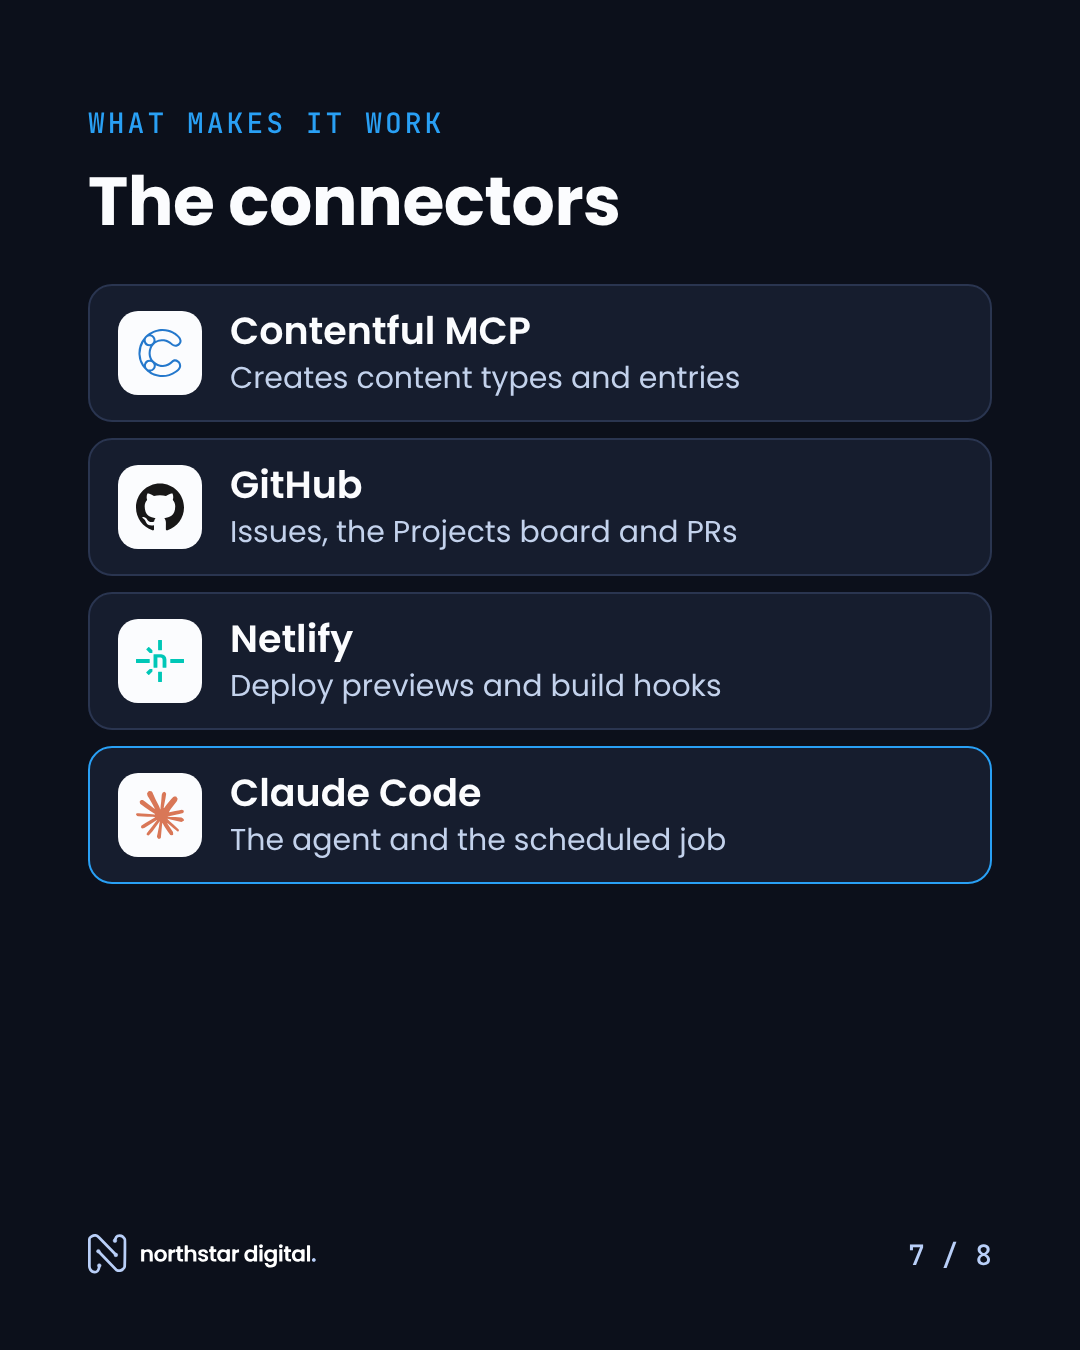 WHAT MAKES IT WORK
The connectors
Contentful MCP
Creates content types and entries
GitHub
Issues, the Projects board and PRs
Netlify
Deploy previews and build hooks
Claude Code
The agent and the scheduled job
northstar digital.
7 / 8